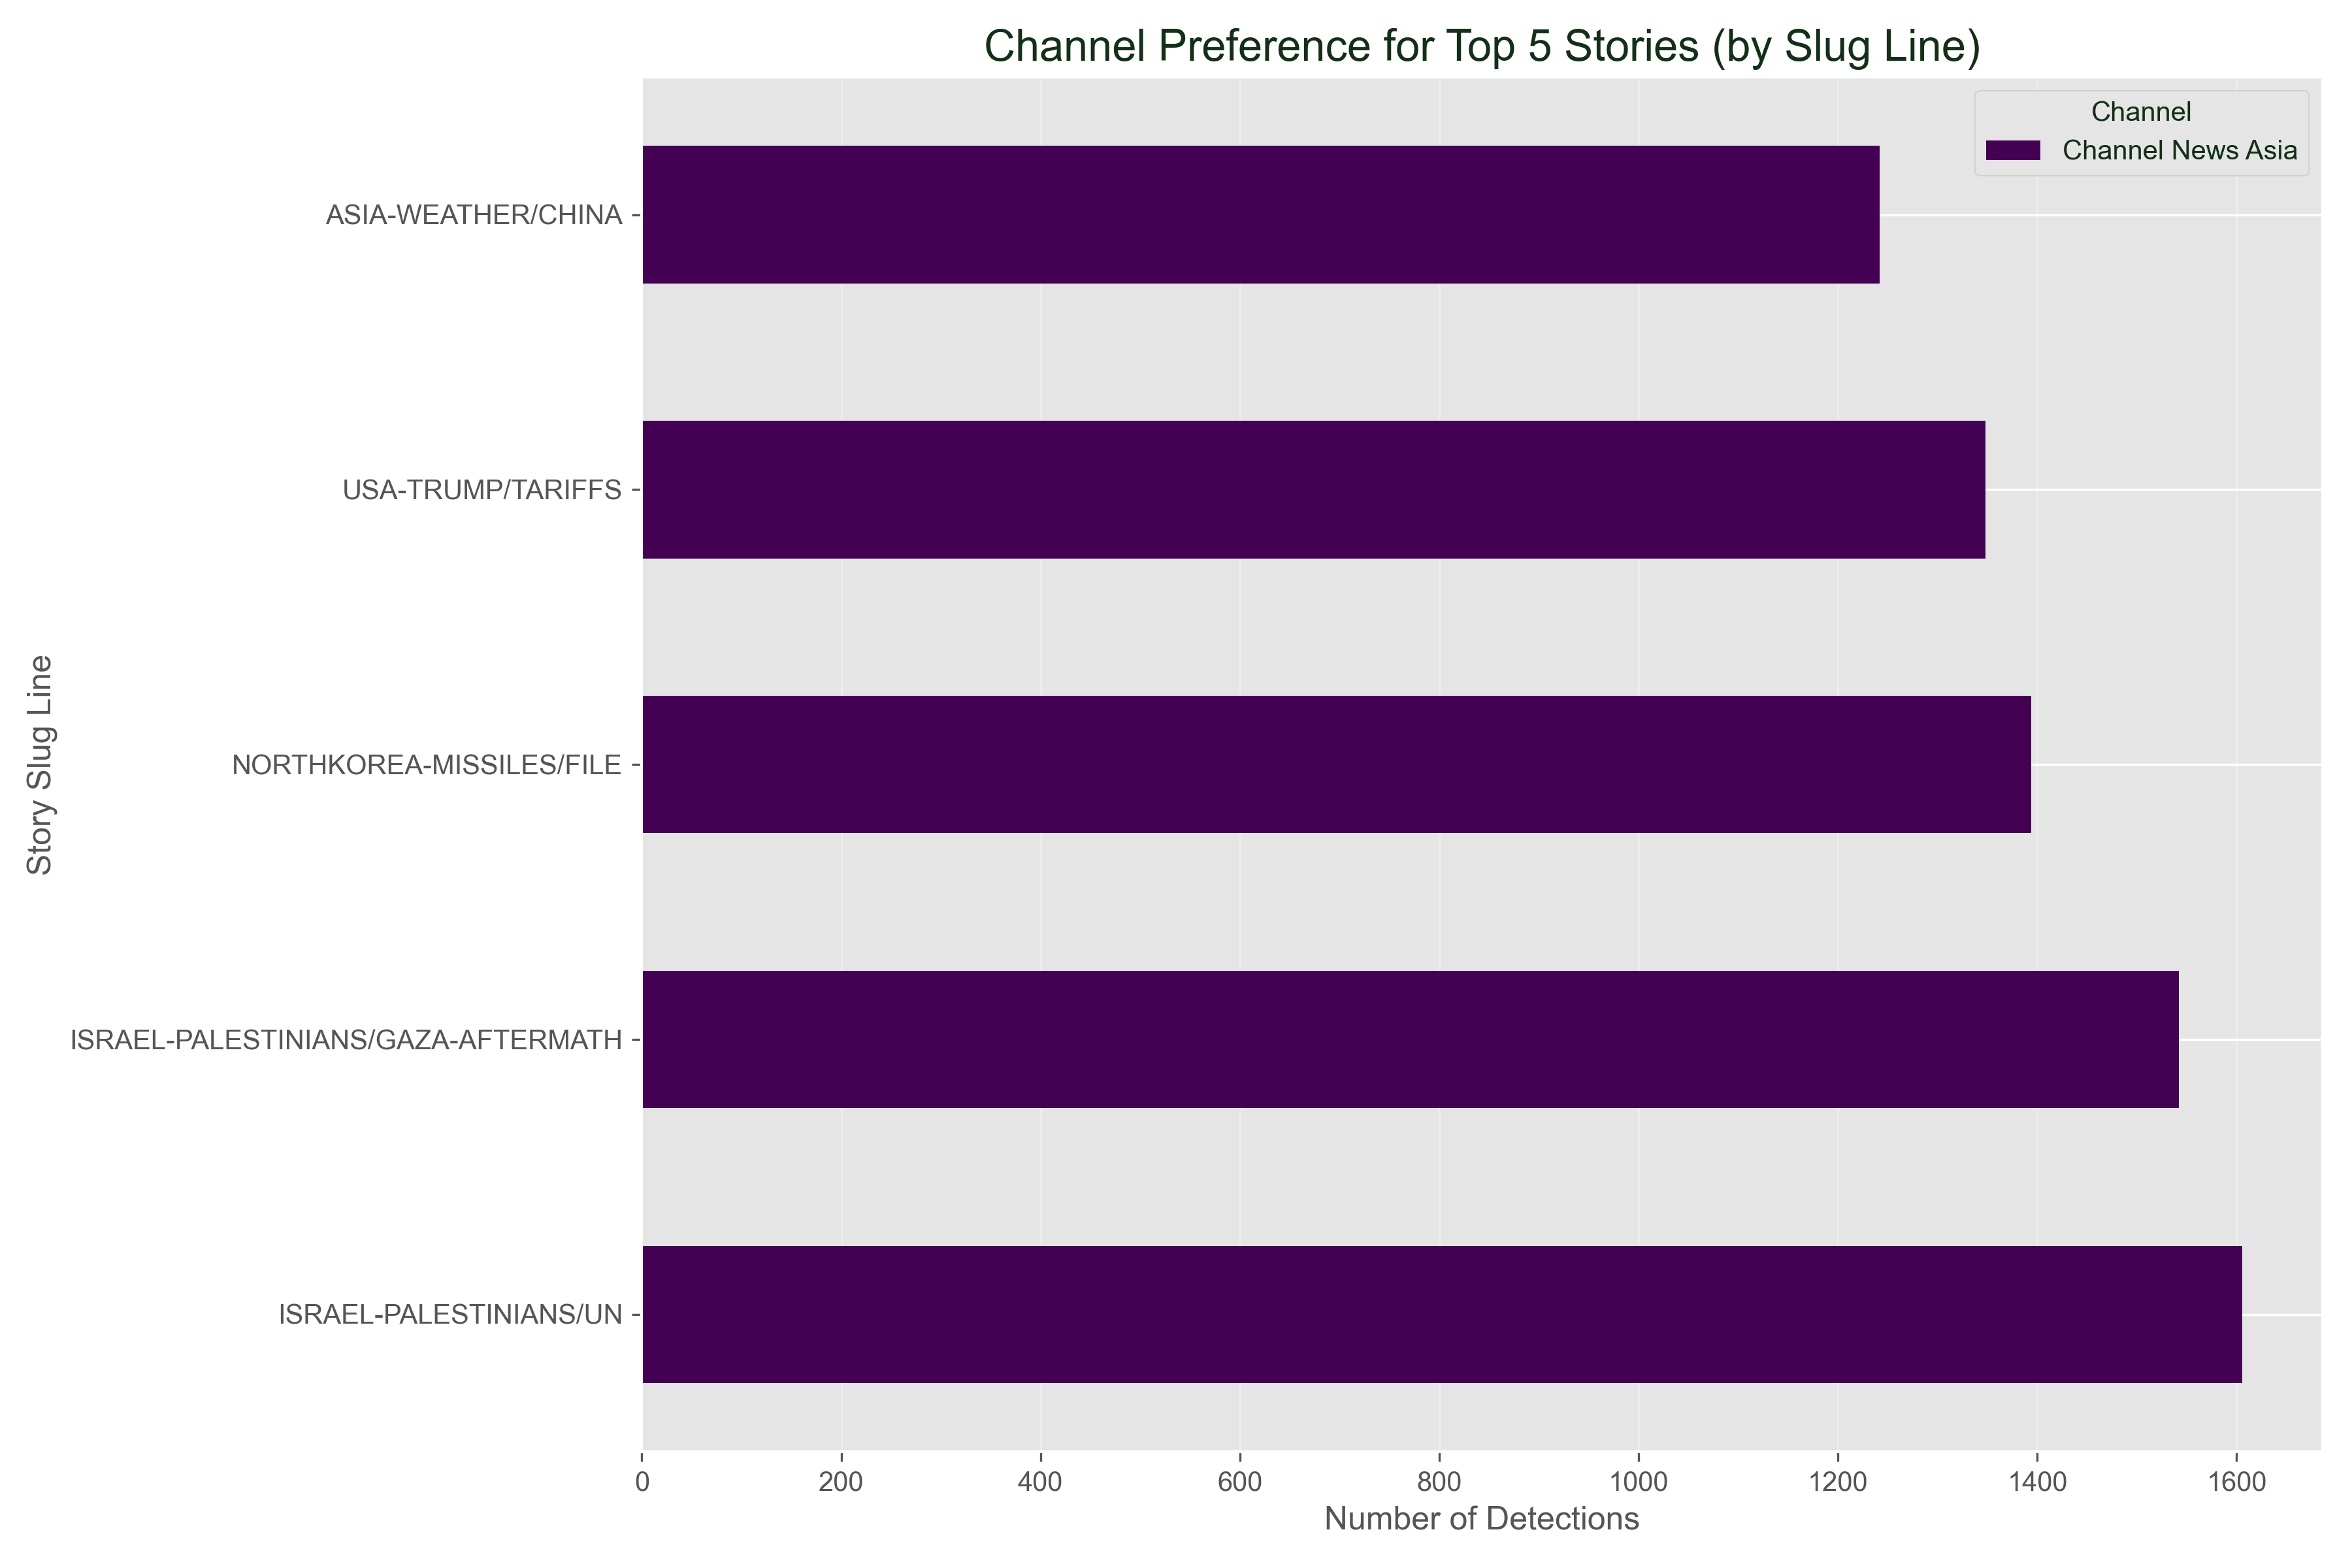 Channel Preference for Top 5 Stories (by Slug Line)
Channel
Channel News Asia
Story Slug Line
ASIA-WEATHER/CHINA
USA-TRUMP/TARIFFS
NORTHKOREA-MISSILES/FILE
ISRAEL-PALESTINIANS/GAZA-AFTERMATH
ISRAEL-PALESTINIANS/UN
0 200 400 600 800 1000 1200 1400 1600
Number of Detections